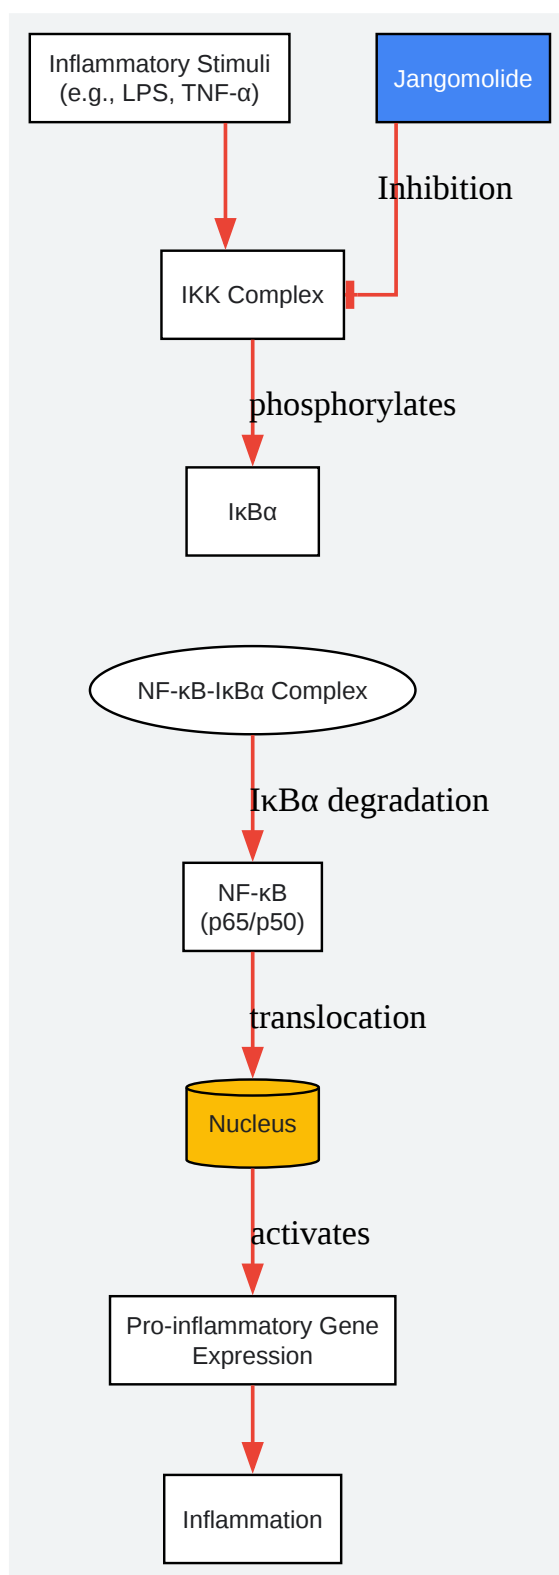 Inflammatory Stimuli
(e.g., LPS, TNF-α)
Jangomolide
Inhibition
IKK Complex
phosphorylates
IκBα
NF-κB-IκBα Complex
IκBα degradation
NF-κB
(p65/p50)
translocation
Nucleus
activates
Pro-inflammatory Gene
Expression
Inflammation